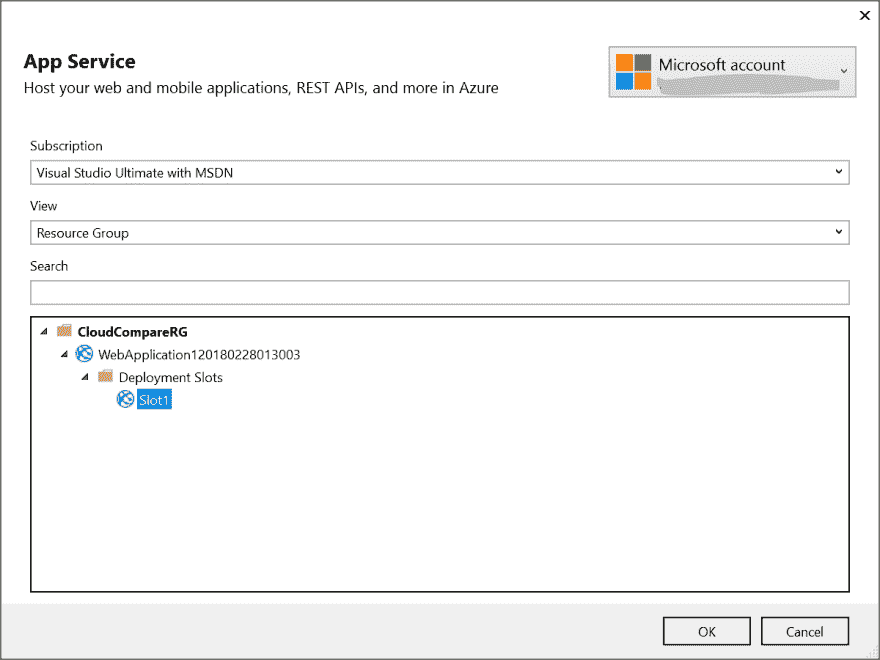 App Service
Host your web and mobile applications, REST APIs, and more in Azure
Microsoft account
Subscription
Visual Studio Ultimate with MSDN
View
Resource Group
Search
CloudCompareRG
WebApplication120180228013003
Deployment Slots
Slot1
OK
Cancel